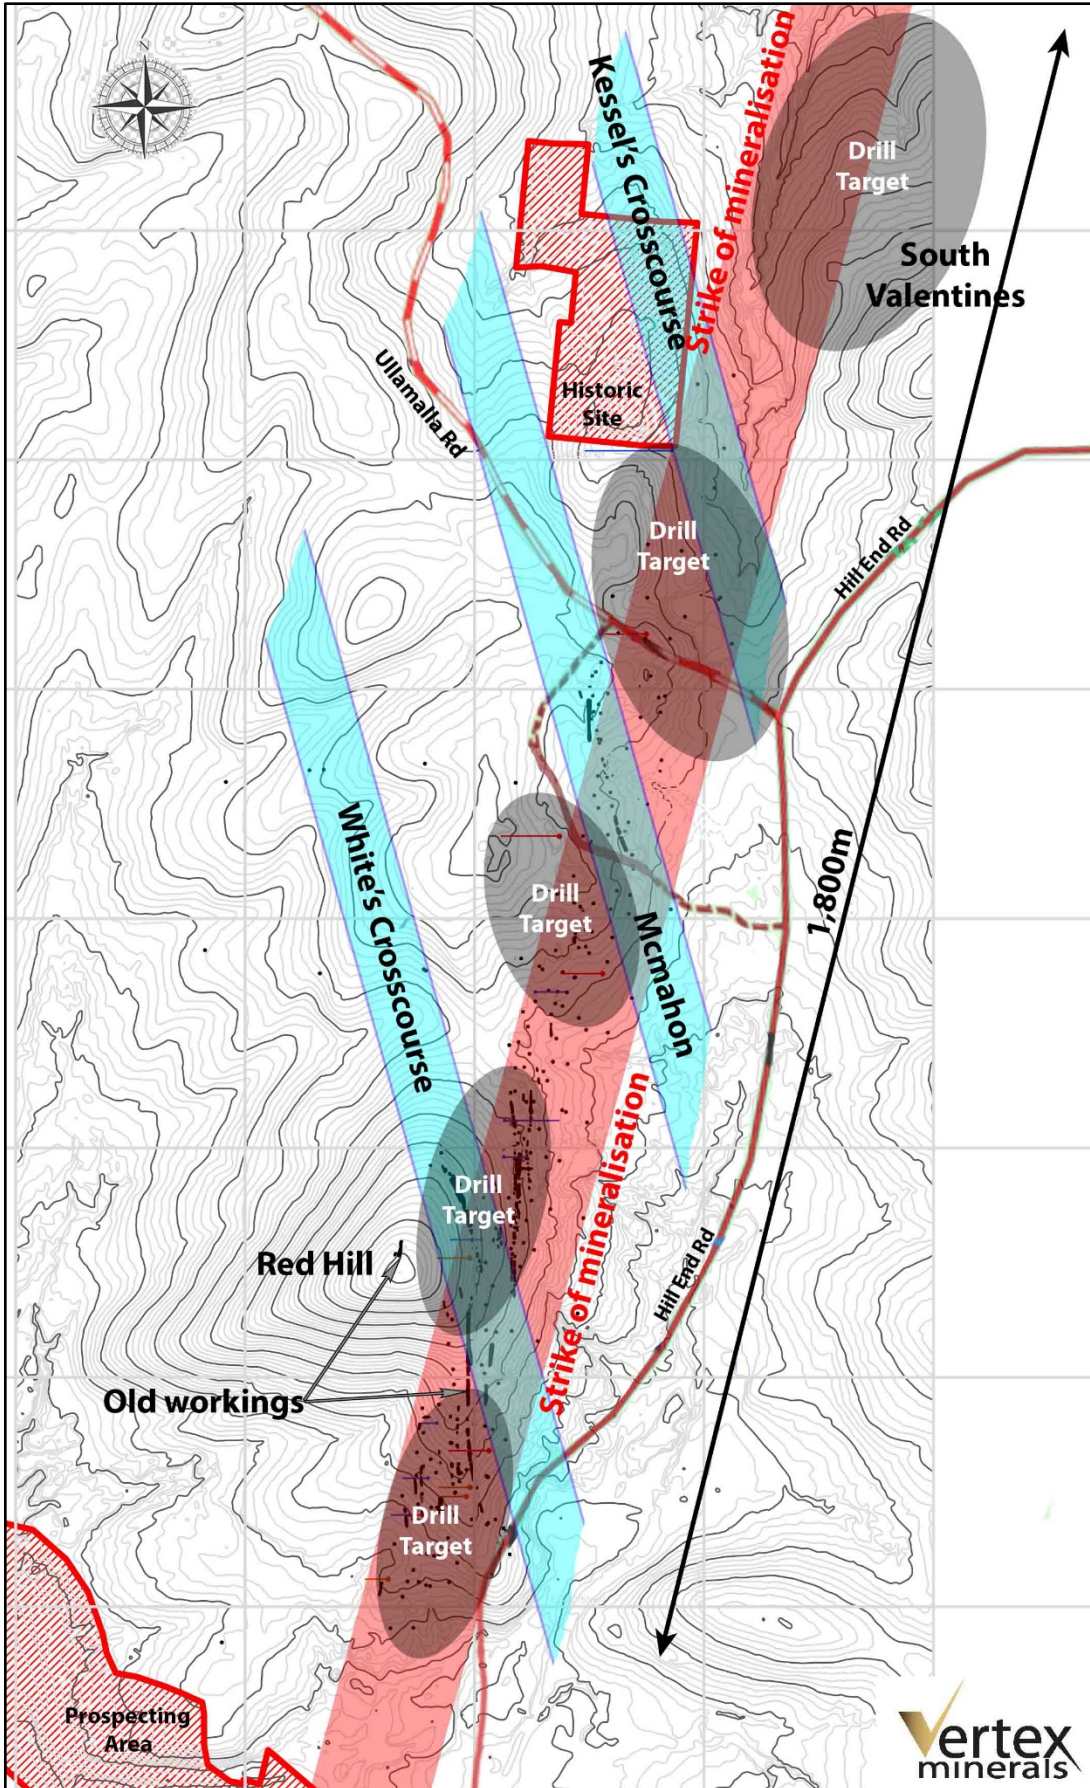 N
Kessel's Crosscourse
Strike of mineralisation
Drill
Target
South
Valentines
Ullamalla Rd
Historic
Site
Drill
Target
Hill End Rd
White's Crosscourse
1,800m
Drill
Target
Mcmahon
Drill
Target
Red Hill
Strike of mineralisation
Hill End Rd
Old workings
Drill
Target
Prospecting
Area
Vertex
minerals